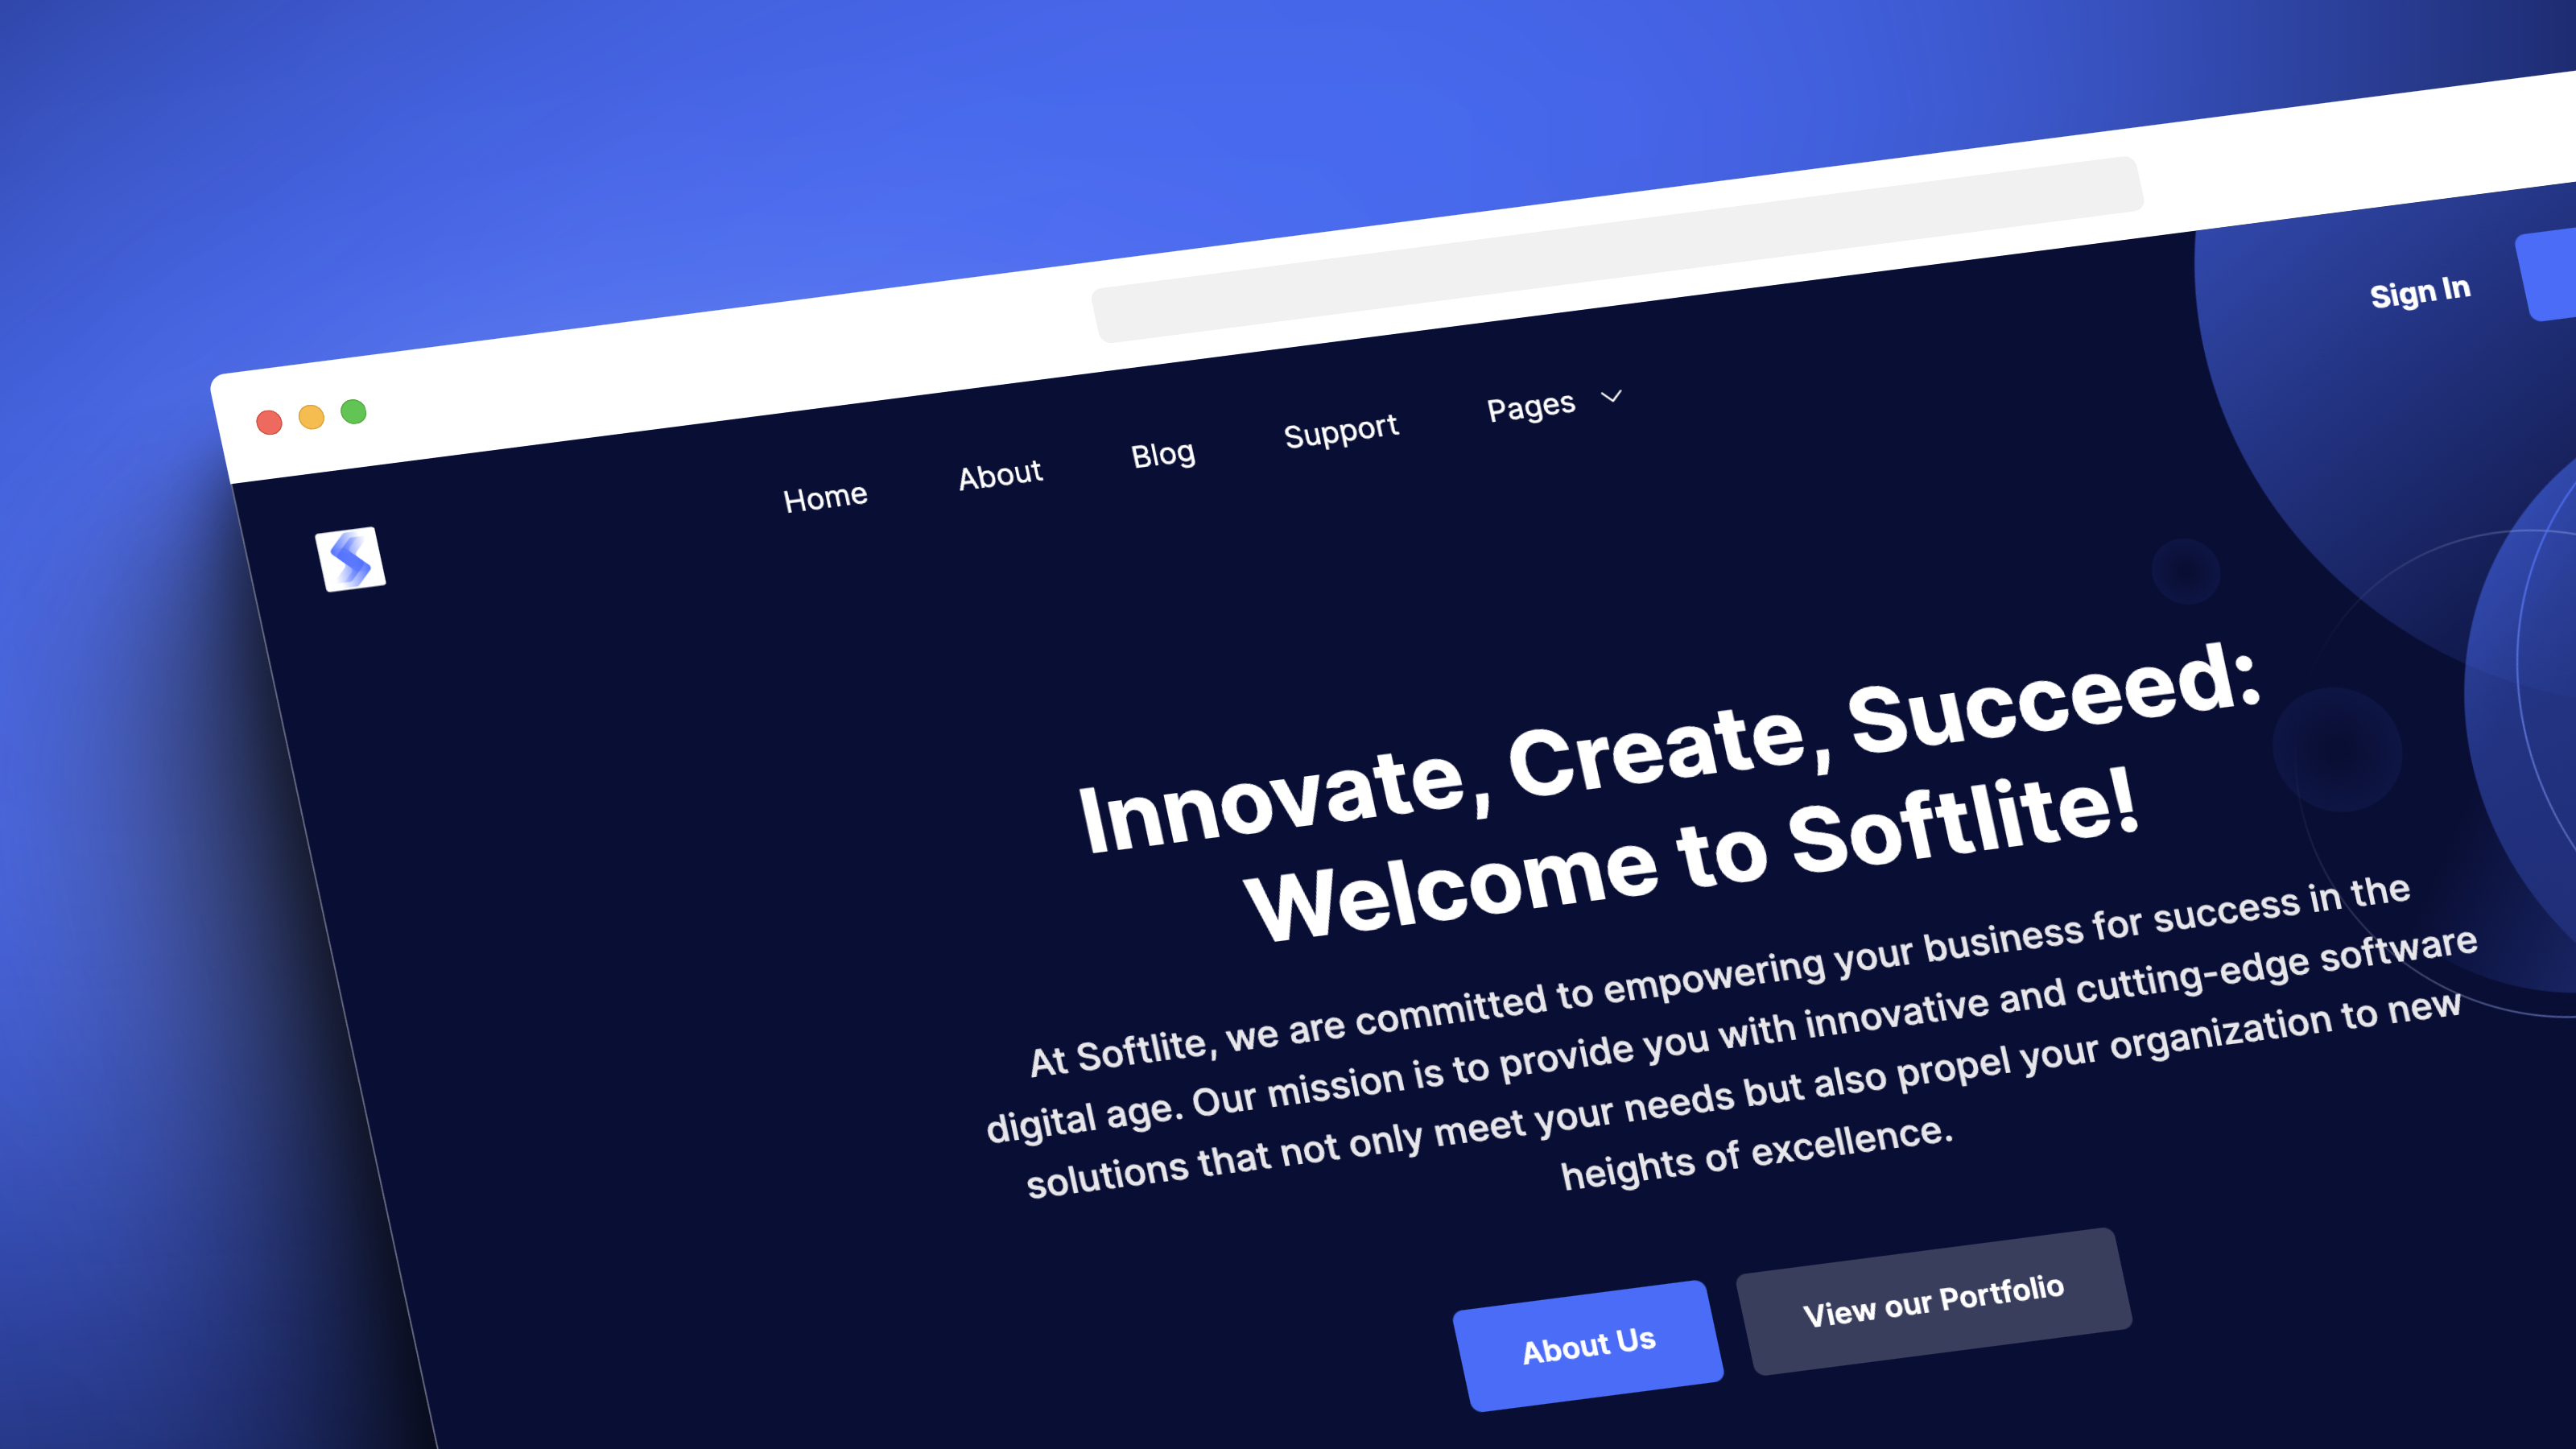 Home
About
Blog
Support
Pages
Sign In
Innovate, Create, Succeed:
Welcome to Softlite!
At Softlite, we are committed to empowering your business for success in the
digital age. Our mission is to provide you with innovative and cutting-edge software
solutions that not only meet your needs but also propel your organization to new
heights of excellence.
About Us
View our Portfolio